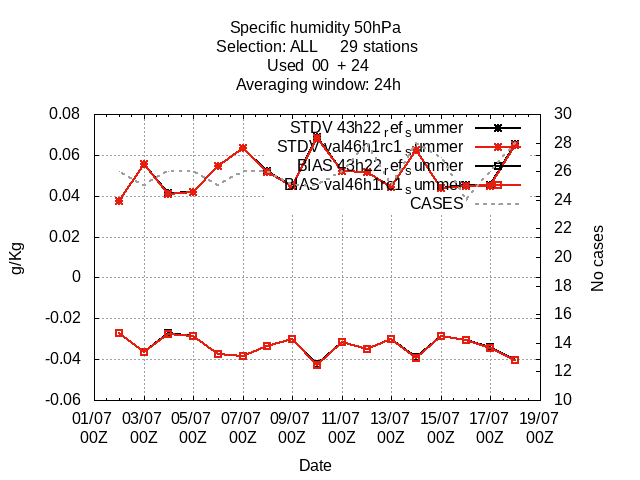 Specific humidity 50hPa
Selection: ALL 29 stations
Used 00 + 24
Averaging window: 24h
0.08
0.06
0.04
0.02
0
-0.02
-0.04
-0.06
g/Kg
STDV 43h22refsummer
STDV val46h1rc1summer
BIAS 43h22refsummer
BIAS val46h1rc1summer
CASES
30
28
26
24
22
20
18
16
14
12
10
No cases
01/07 03/07 05/07 07/07 09/07 11/07 13/07 15/07 17/07 19/07
00Z 00Z 00Z 00Z 00Z 00Z 00Z 00Z 00Z 00Z
Date